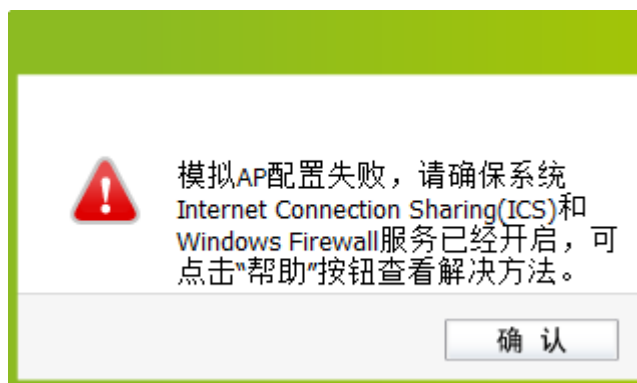 模拟AP配置失败，请确保系统
Internet Connection Sharing(ICS)和
Windows Firewall服务已经开启，可
点击“帮助”按钮查看解决方法。
确 认